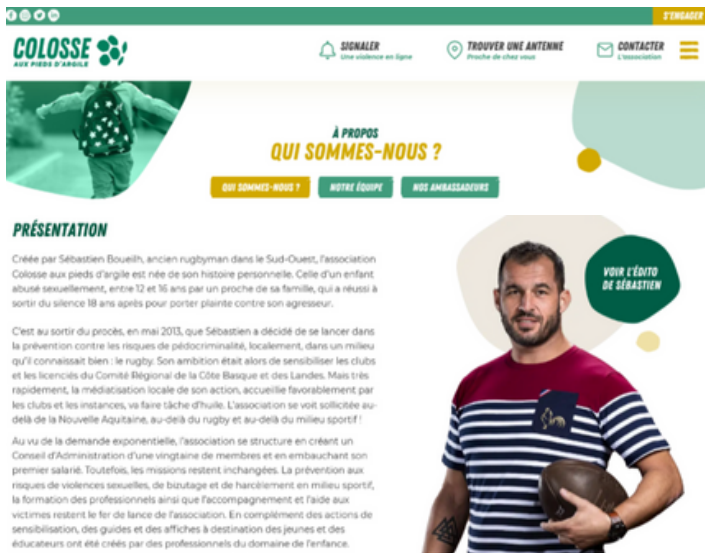 S'ENGAGER
COLOSSE
AUX PIEDS D'ARGILE
SIGNALER
Une violence en ligne
TROUVER UNE ANTENNE
Proche de chez vous
CONTACTER
L'association
À PROPOS
QUI SOMMES-NOUS ?
QUI SOMMES-NOUS ?
NOTRE ÉQUIPE
NOS AMBASSADEURS
PRÉSENTATION
Créée par Sébastien Boueilh, ancien rugbyman dans le Sud-Ouest, l'association
Colosse aux pieds d'argile est née de son histoire personnelle. Celle d'un enfant
abusé sexuellement, entre 12 et 16 ans par un proche de sa famille, qui a réussi à
sortir du silence 18 ans après pour porter plainte contre son agresseur.
C'est au sortir du procès, en mai 2013, que Sébastien a décidé de se lancer dans
la prévention contre les risques de pédocriminalité, localement, dans un milieu
qu'il connaissait bien : le rugby. Son ambition était alors de sensibiliser les clubs
et les licenciés du Comité Régional de la Côte Basque et des Landes. Mais très
rapidement, la médiatisation locale de son action, accueillie favorablement par
les clubs et les instances, va faire tâche d'huile. L'association se voit sollicitée au-
delà de la Nouvelle Aquitaine, au-delà du rugby et au-delà du milieu sportif !
Au vu de la demande exponentielle, l'association se structure en créant un
Conseil d'Administration d'une vingtaine de membres et en embauchant son
premier salarié. Toutefois, les missions restent inchangées. La prévention aux
risques de violences sexuelles, de bizutage et de harcèlement en milieu sportif,
la formation des professionnels ainsi que l'accompagnement et l'aide aux
victimes restent le fer de lance de l'association. En complément des actions de
sensibilisation, des guides et des affiches à destination des jeunes et des
éducateurs ont été créés par des professionnels du domaine de l'enfance.
VOIR L'ÉDITO
DE SÉBASTIEN